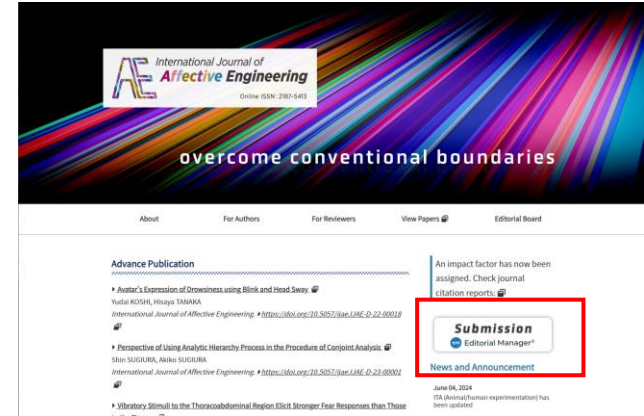 International Journal of
Affective Engineering
Online ISSN: 2187-5413
overcome conventional boundaries
About For Authors For Reviewers View Papers Editorial Board
Advance Publication
Avatar's Expression of Drowsiness using Blink and Head Sway
Yudai KOSHI, Hisaya TANAKA
International Journal of Affective Engineering. https://doi.org/10.5057/ijae.IJAE-D-22-00018
Perspective of Using Analytic Hierarchy Process in the Procedure of Conjoint Analysis
Shin SUGIURA, Akiko SUGIURA
International Journal of Affective Engineering. https://doi.org/10.5057/ijae.IJAE-D-23-00001
Vibratory Stimuli to the Thoracoabdominal Region Elicit Stronger Fear Responses than Those
An impact factor has now been
assigned. Check journal
citation reports:
Submission
em Editorial Manager®
News and Announcement
June 04, 2024
ITA (Animal/human experimentation) has
been updated